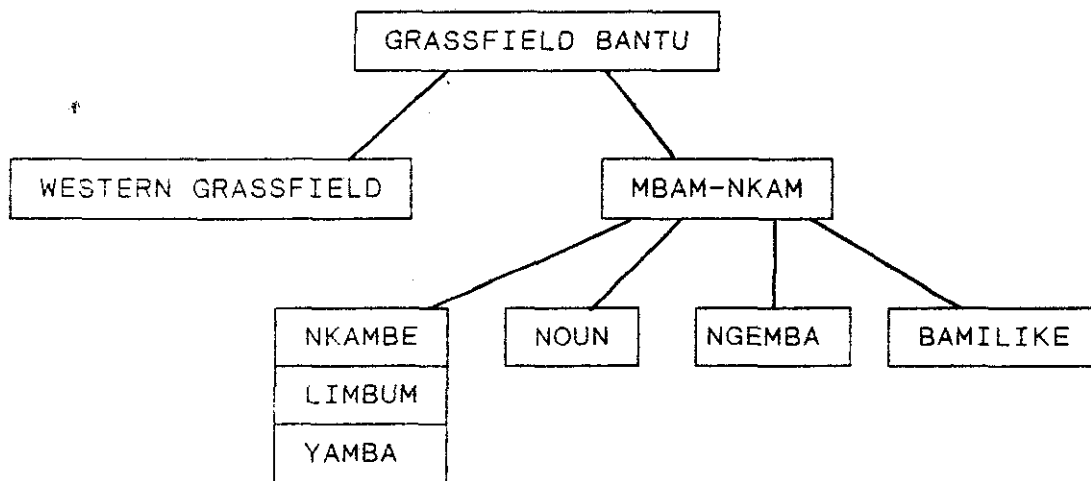 GRASSFIELD BANTU
WESTERN GRASSFIELD
MBAM-NKAM
NKAMBE
NOUN
NGEMBA
BAMILIKE
LIMBUM
YAMBA